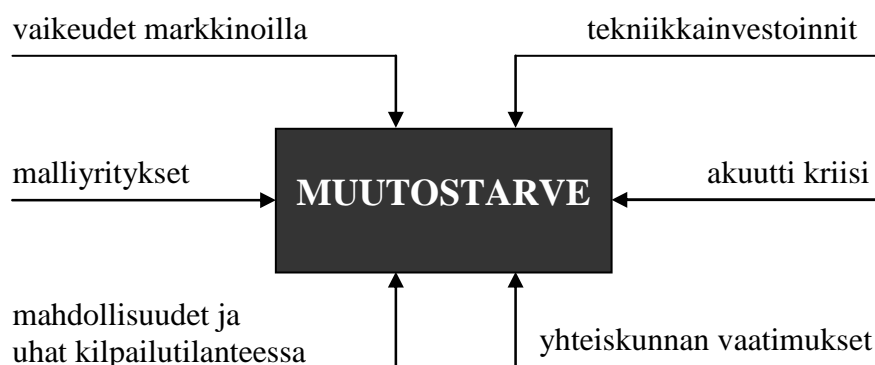 vaikeudet markkinoilla
tekniikkainvestoinnit
malliyritykset
MUUTOSTARVE
akuutti kriisi
mahdollisuudet ja
uhat kilpailutilanteessa
yhteiskunnan vaatimukset